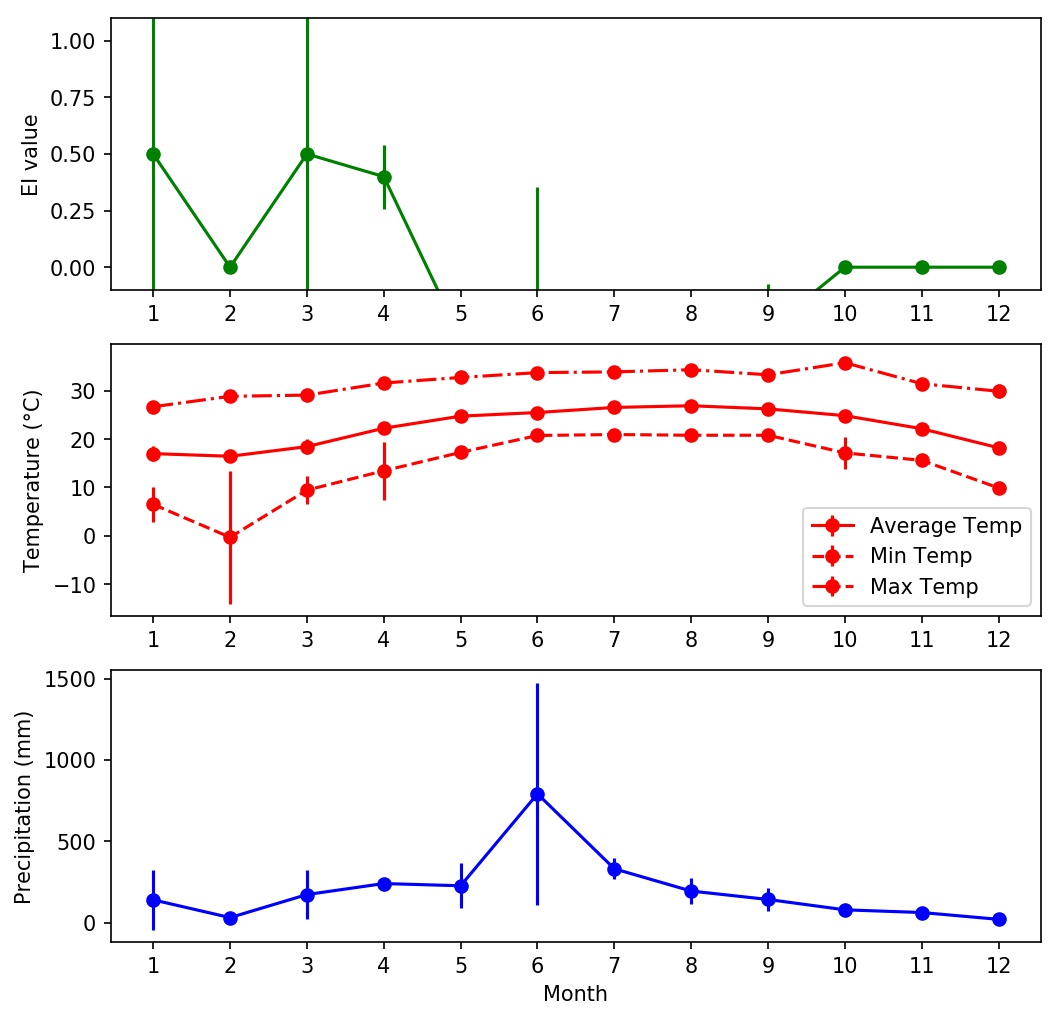 1.00
0.75
0.50
0.25
0.00
EI value
1 2 3 4 5 6 7 8 9 10 11 12
30
20
10
0
−10
Temperature (°C)
Average Temp
Min Temp
Max Temp
1 2 3 4 5 6 7 8 9 10 11 12
1500
1000
500
0
Precipitation (mm)
1 2 3 4 5 6 7 8 9 10 11 12
Month